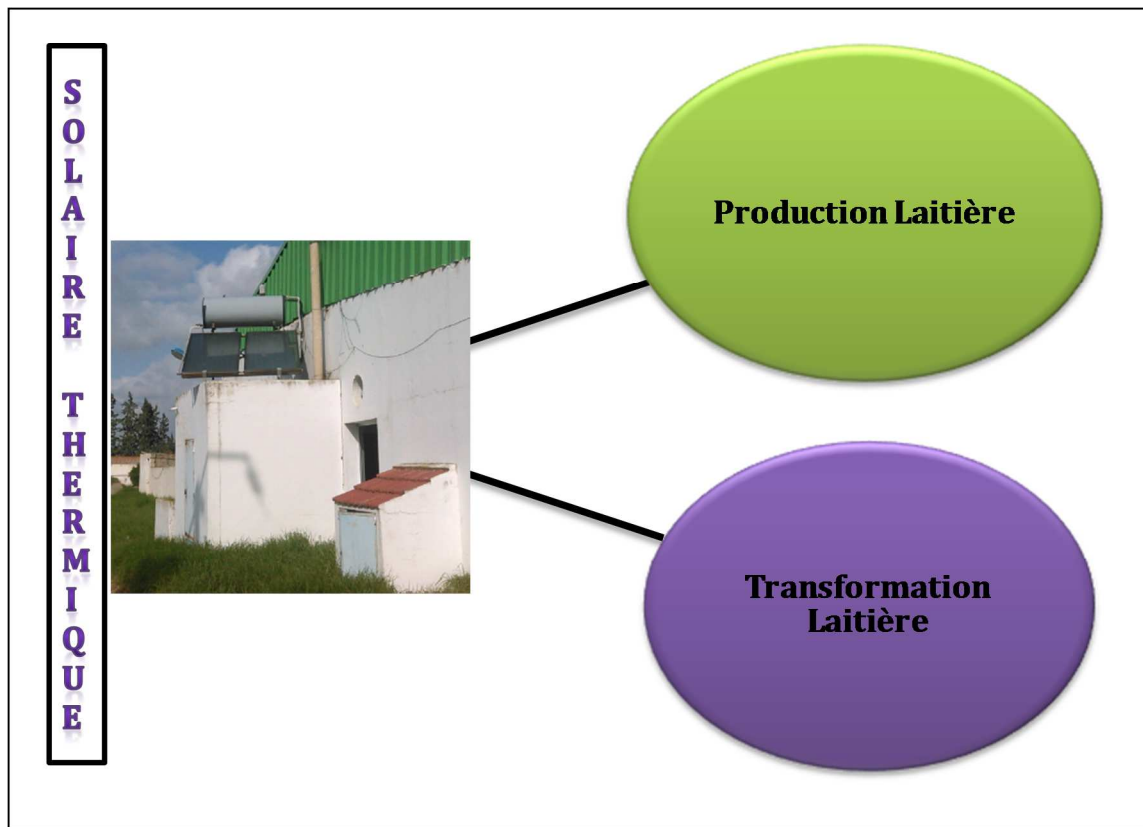 SOLAIRE THERMIQUE
Production Laitière
Transformation
Laitière